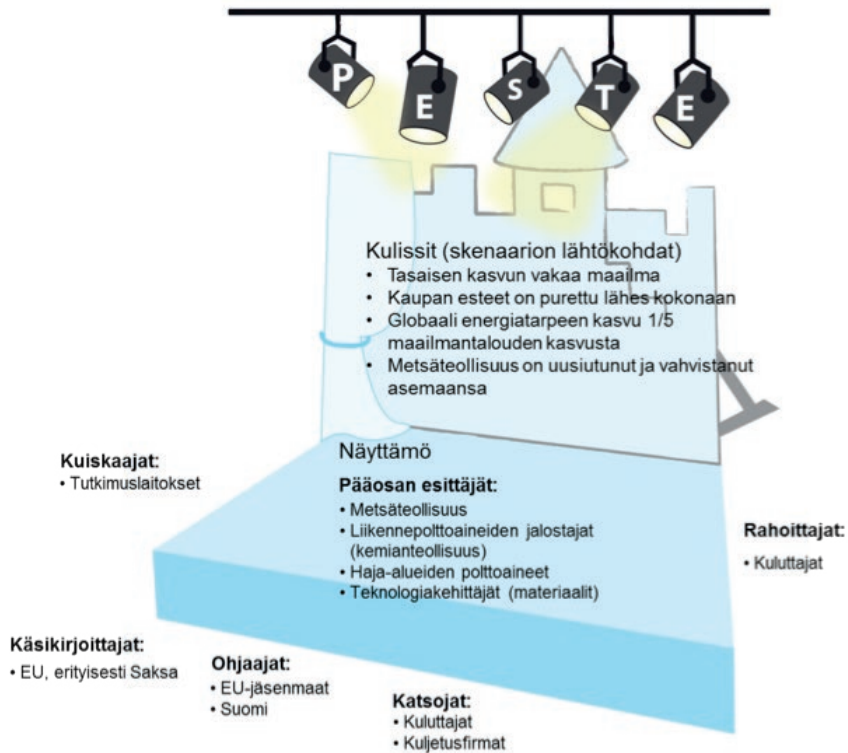 P E S T E
Kulissit (skenaarion lähtökohdat)
• Tasaisen kasvun vakaa maailma
• Kaupan esteet on purettu lähes kokonaan
• Globaali energiatarpeen kasvu 1/5
maailmantalouden kasvusta
• Metsäteollisuus on uusiutunut ja vahvistanut
asemaansa
Näyttämö
Pääosan esittäjät:
• Metsäteollisuus
• Liikennepolttoaineiden jalostajat
(kemianteollisuus)
• Haja-alueiden polttoaineet
• Teknologiakehittäjät (materiaalit)
Kuiskaajat:
• Tutkimuslaitokset
Rahoittajat:
• Kuluttajat
Käsikirjoittajat:
• EU, erityisesti Saksa
Ohjaajat:
• EU-jäsenmaat
• Suomi
Katsojat:
• Kuluttajat
• Kuljetusfirmat